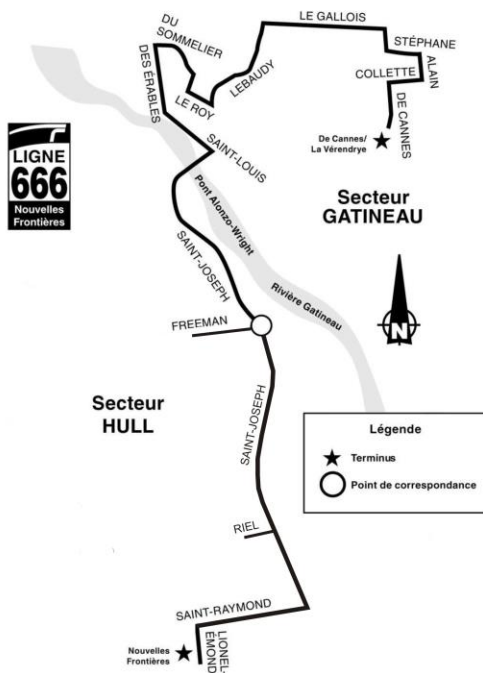 LE GALLOIS
DU
SOMMELIER
STÉPHANE
DES ÉRABLES
LEBAUDY
COLLETTE
ALAIN
LE ROY
DE CANNES
De Cannes/
La Vérendrye
SAINT-LOUIS
LIGNE
666
Nouvelles
Frontières
Pont Alonzo-Wright
Secteur
GATINEAU
SAINT-JOSEPH
Rivière Gatineau
N
FREEMAN
Secteur
HULL
SAINT-JOSEPH
Légende
Terminus
Point de correspondance
RIEL
SAINT-RAYMOND
Nouvelles
Frontières
LIONEL-
ÉMOND